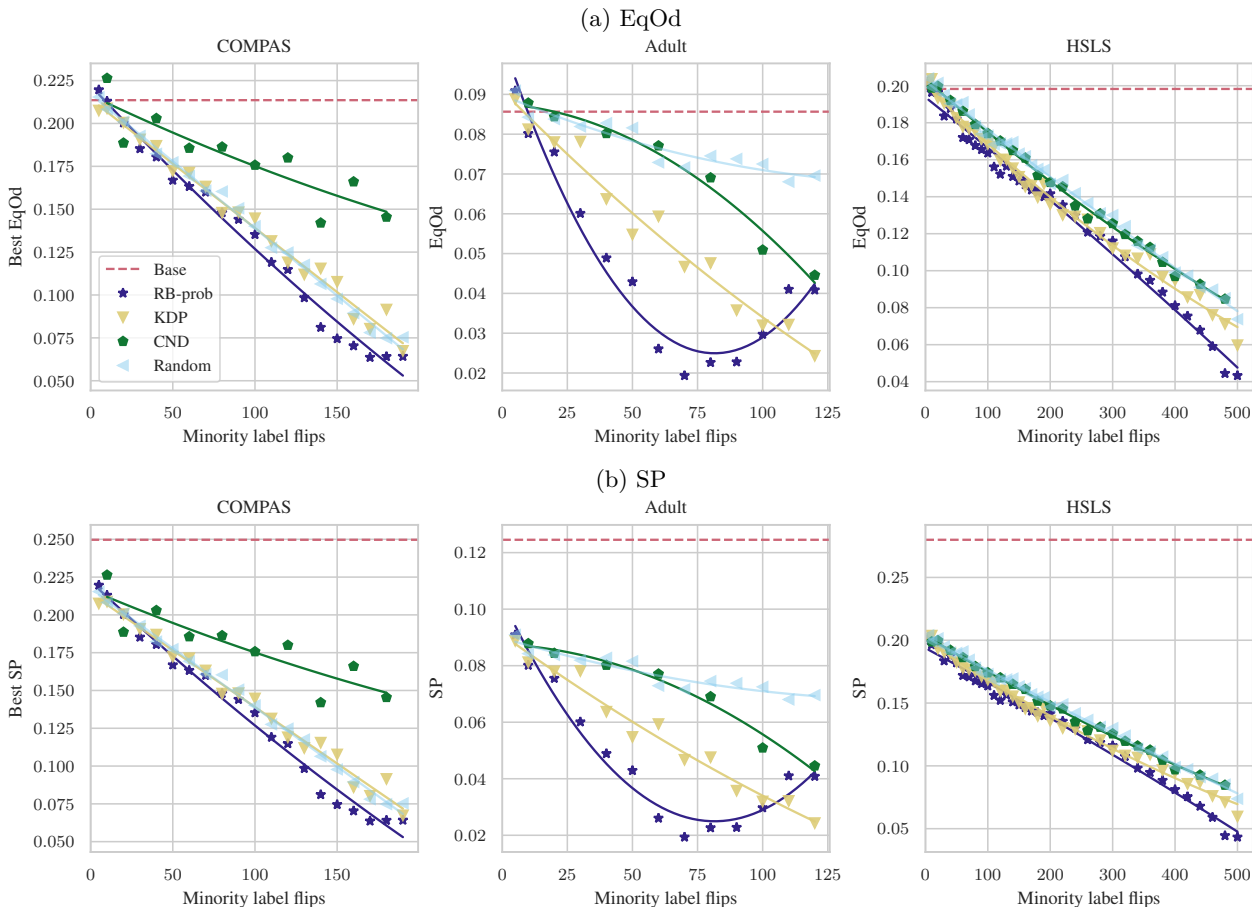 (a) EqOd
COMPAS
Adult
HSLS
0.225
0.200
0.175
0.150
0.125
0.100
0.075
0.050
Best EqOd
Base
RB-prob
KDP
CND
Random
0 50 100 150
Minority label flips
0.09
0.08
0.07
0.06
0.05
0.04
0.03
0.02
EqOd
0 25 50 75 100 125
Minority label flips
0.20
0.18
0.16
0.14
0.12
0.10
0.08
0.06
0.04
EqOd
0 100 200 300 400 500
Minority label flips
(b) SP
COMPAS
Adult
HSLS
0.250
0.225
0.200
0.175
0.150
0.125
0.100
0.075
0.050
Best SP
0 50 100 150
Minority label flips
0.12
0.10
0.08
0.06
0.04
0.02
SP
0 25 50 75 100 125
Minority label flips
0.25
0.20
0.15
0.10
0.05
SP
0 100 200 300 400 500
Minority label flips